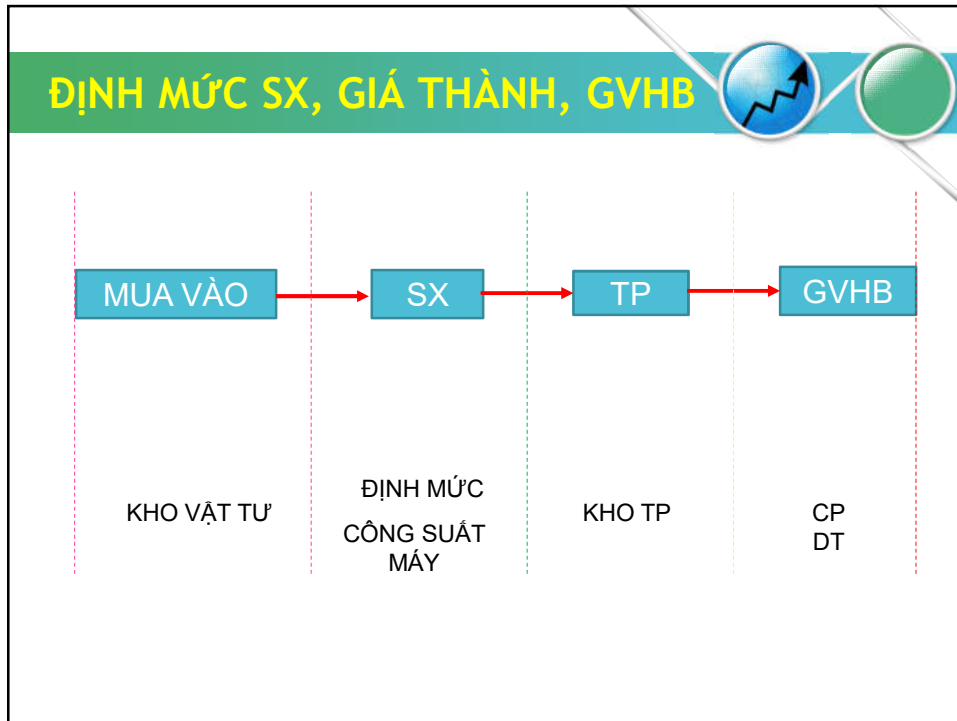 ĐỊNH MỨC SX, GIÁ THÀNH, GVHB
MUA VÀO
SX
TP
GVHB
KHO VẬT TƯ
ĐỊNH MỨC
CÔNG SUẤT
MÁY
KHO TP
CP
DT